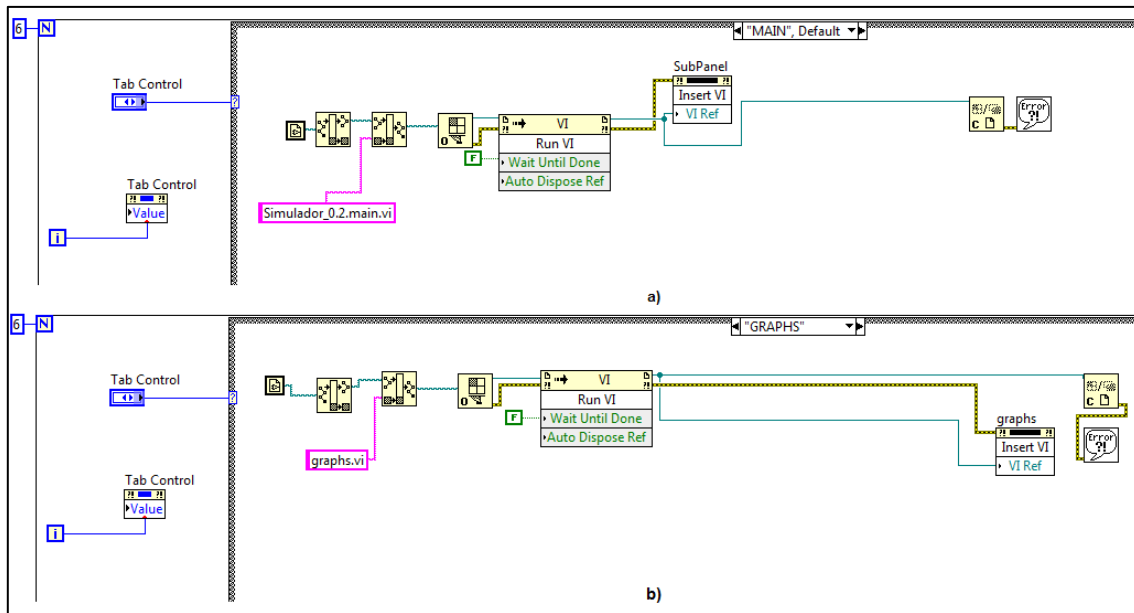 6 N
"MAIN", Default
Tab Control
?
SubPanel
?!
Insert VI
VI Ref
?! VI ?!
Run VI
F
Wait Until Done
Auto Dispose Ref
O
C
Error
?!
Simulador_0.2.main.vi
Tab Control
?! ?!
Value
i
a)
6 N
"GRAPHS"
Tab Control
?
?! VI ?!
Run VI
F
Wait Until Done
Auto Dispose Ref
O
C
graphs
?! ?!
Insert VI
VI Ref
Error
?!
graphs.vi
Tab Control
?! ?!
Value
i
b)